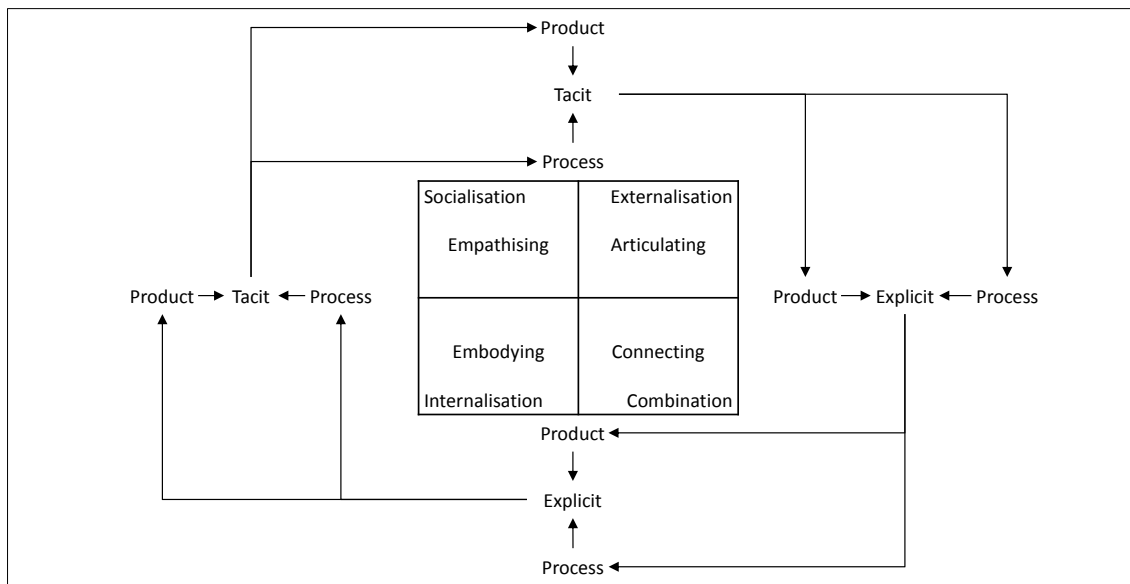 Product
Tacit
Process
Socialisation Externalisation
Empathising Articulating
Product Tacit Process Product Explicit Process
Embodying Connecting
Internalisation Combination
Product
Explicit
Process